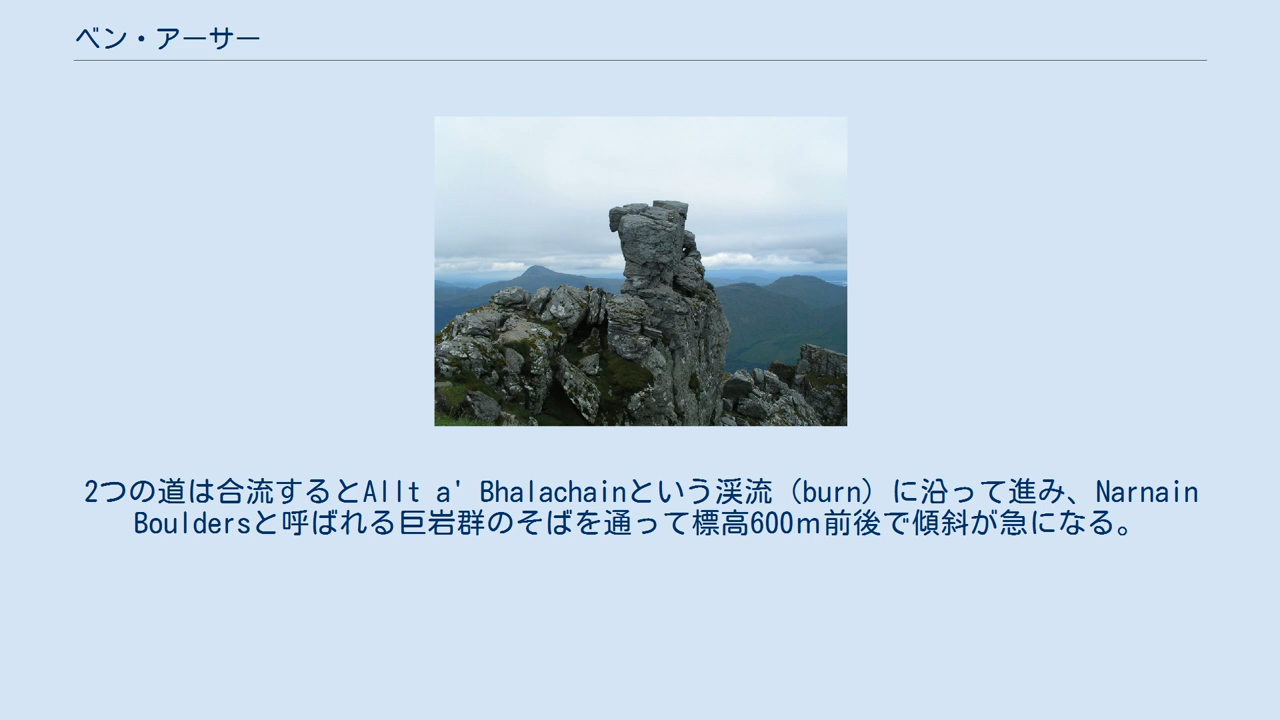 ベン・アーサー
2つの道は合流するとAllt a' Bhalachainという渓流（burn）に沿って進み、Narnain
Bouldersと呼ばれる巨岩群のそばを通って標高600ｍ前後で傾斜が急になる。